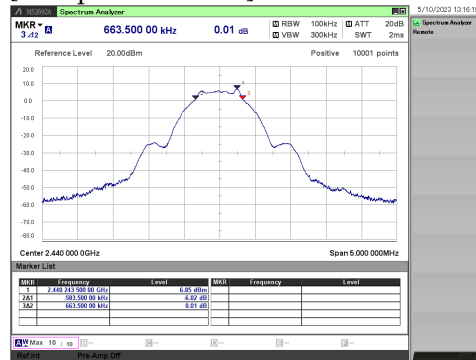 MS2692A Spectrum Analyzer
5/10/2023 13:16:15
MKR
3 Δ2
663.500 00 kHz
0.01 dB
RBW 100kHz
ATT 20dB
VBW 300kHz
SWT 2ms
Spectrum Analyzer
Remote
Reference Level 20.00dBm
Positive 10001 points
20.0
10.0
0.0
-10.0
-20.0
-30.0
-40.0
-50.0
-60.0
-70.0
-80.0
1
2
3
Center 2.440 000 0GHz
Span 5.000 000MHz
Marker List
MKR Frequency Level MKR Frequency Level
1 2.440 243 500 00 GHz 6.85 dBm
2Δ1 -583.500 00 kHz -6.02 dB
3Δ2 663.500 00 kHz 0.01 dB
Max 10 / 10
Ref.Int Pre-Amp Off